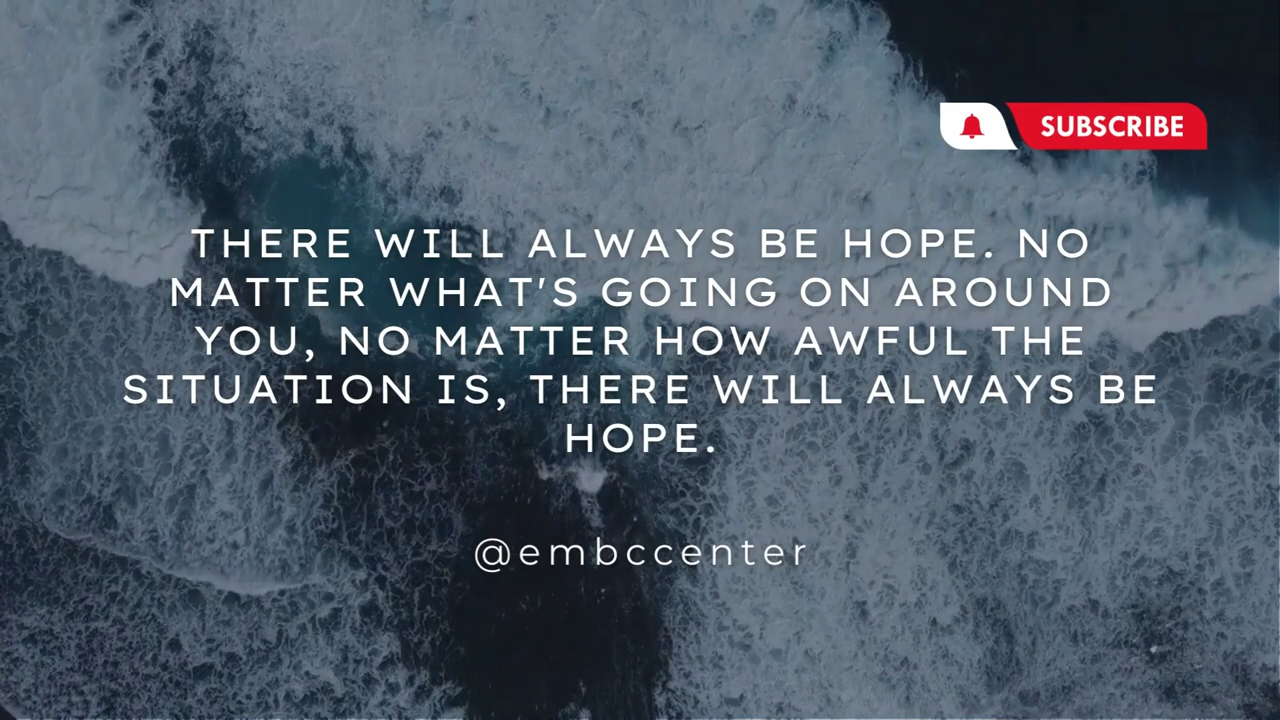 SUBSCRIBE
THERE WILL ALWAYS BE HOPE. NO
MATTER WHAT'S GOING ON AROUND
YOU, NO MATTER HOW AWFUL THE
SITUATION IS, THERE WILL ALWAYS BE
HOPE.
@embccenter